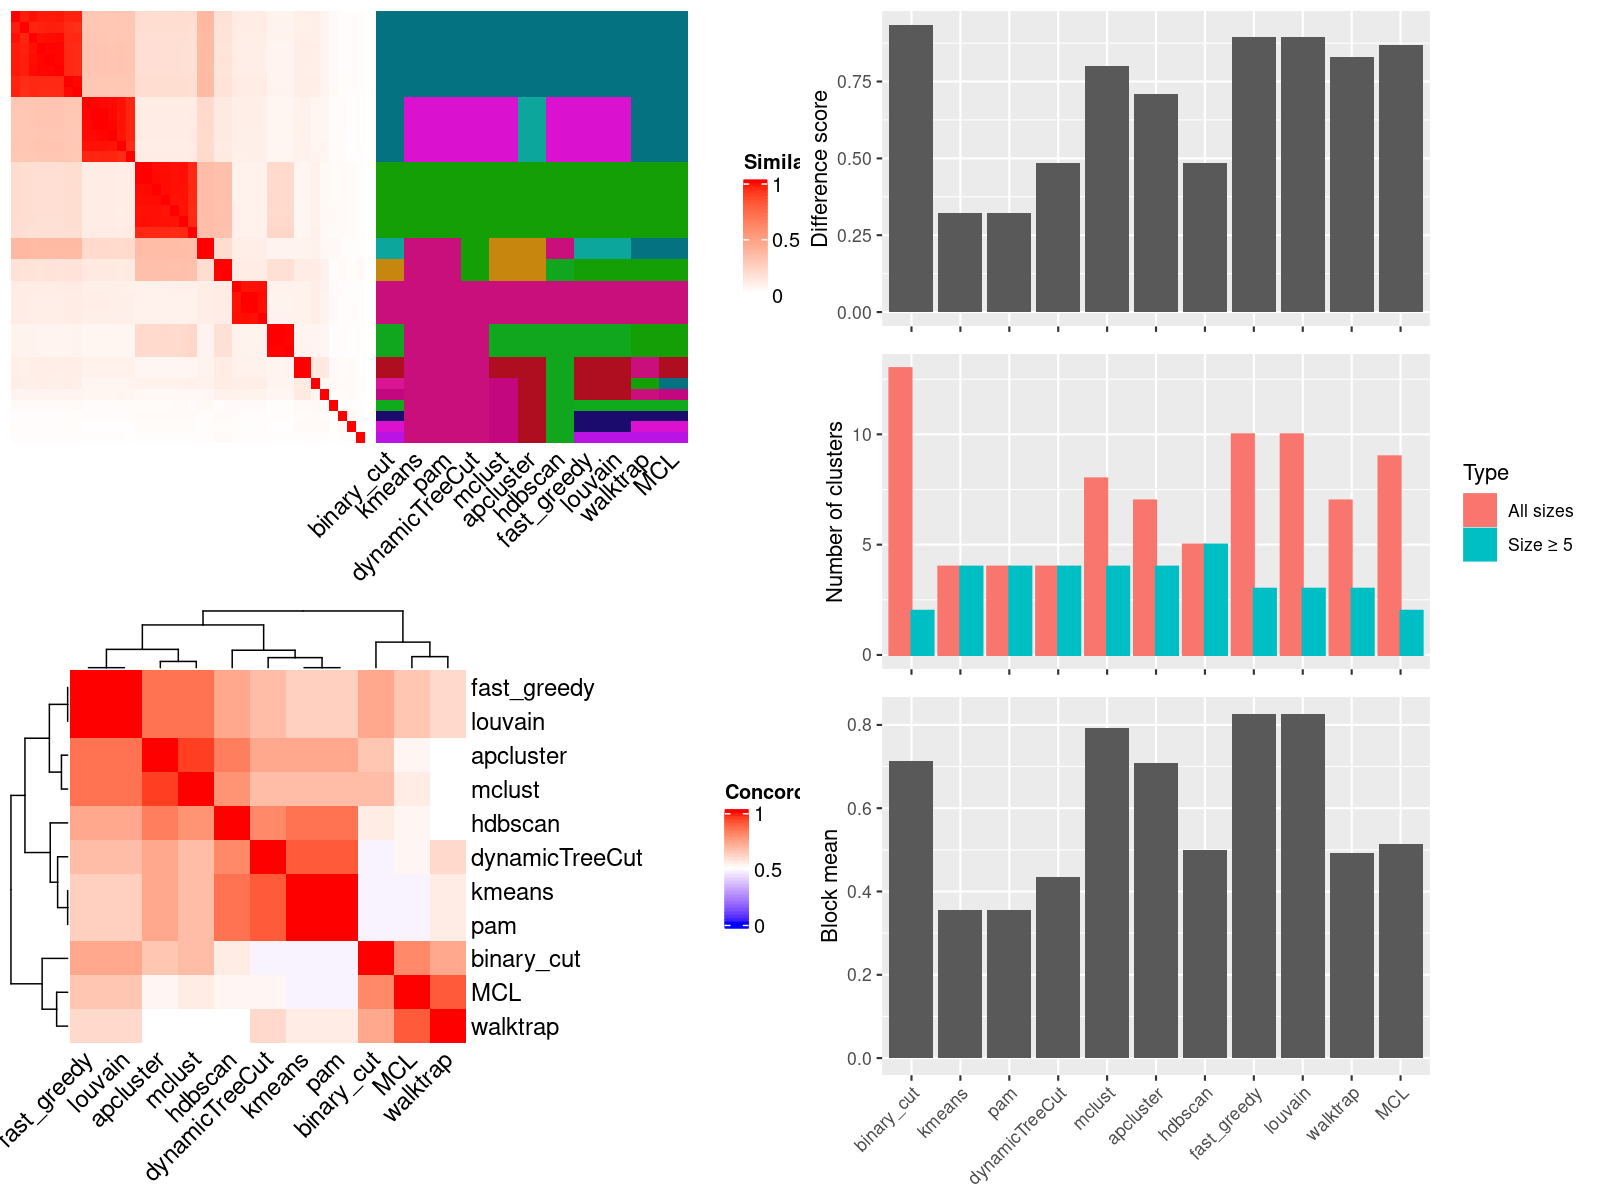 Simila
1
0.5
0
binary_cut
kmeans
pam
dynamicTreeCut
mclust
apcluster
hdbscan
fast_greedy
louvain
walktrap
MCL
fast_greedy
louvain
apcluster
mclust
hdbscan
dynamicTreeCut
kmeans
pam
binary_cut
MCL
walktrap
Concord
1
0.5
0
fast_greedy
louvain
apcluster
mclust
hdbscan
dynamicTreeCut
kmeans
pam
binary_cut
MCL
walktrap
Difference score
0.75
0.50
0.25
0.00
Number of clusters
10
5
0
Type
All sizes
Size ≥ 5
Block mean
0.8
0.6
0.4
0.2
0.0
binary_cut
kmeans
pam
dynamicTreeCut
mclust
apcluster
hdbscan
fast_greedy
louvain
walktrap
MCL